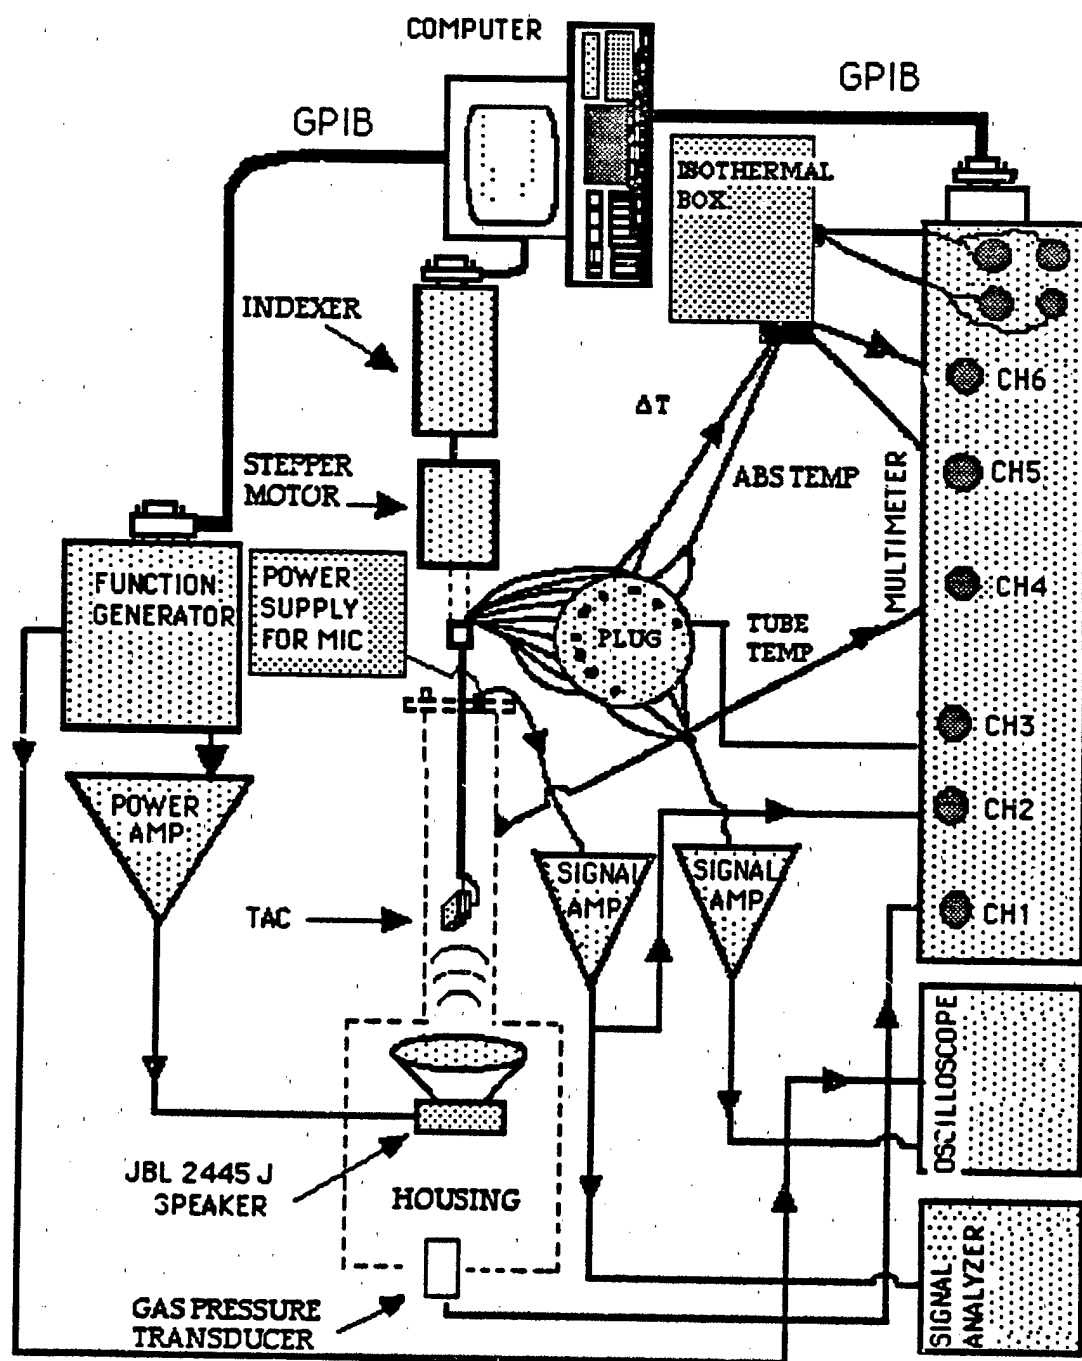 COMPUTER
GPIB
GPIB
ISOTHERMAL
BOX
INDEXER
ΔT
CH6
STEPPER
MOTOR
ABS TEMP
MULTIMETER
CH5
FUNCTION
GENERATOR
POWER
SUPPLY
FOR MIC
PLUG
TUBE
TEMP
CH4
CH3
POWER
AMP
CH2
SIGNAL
AMP
SIGNAL
AMP
TAC
CH1
OSCILLOSCOPE
JBL 2445 J
SPEAKER
HOUSING
SIGNAL
ANALYZER
GAS PRESSURE
TRANSDUCER